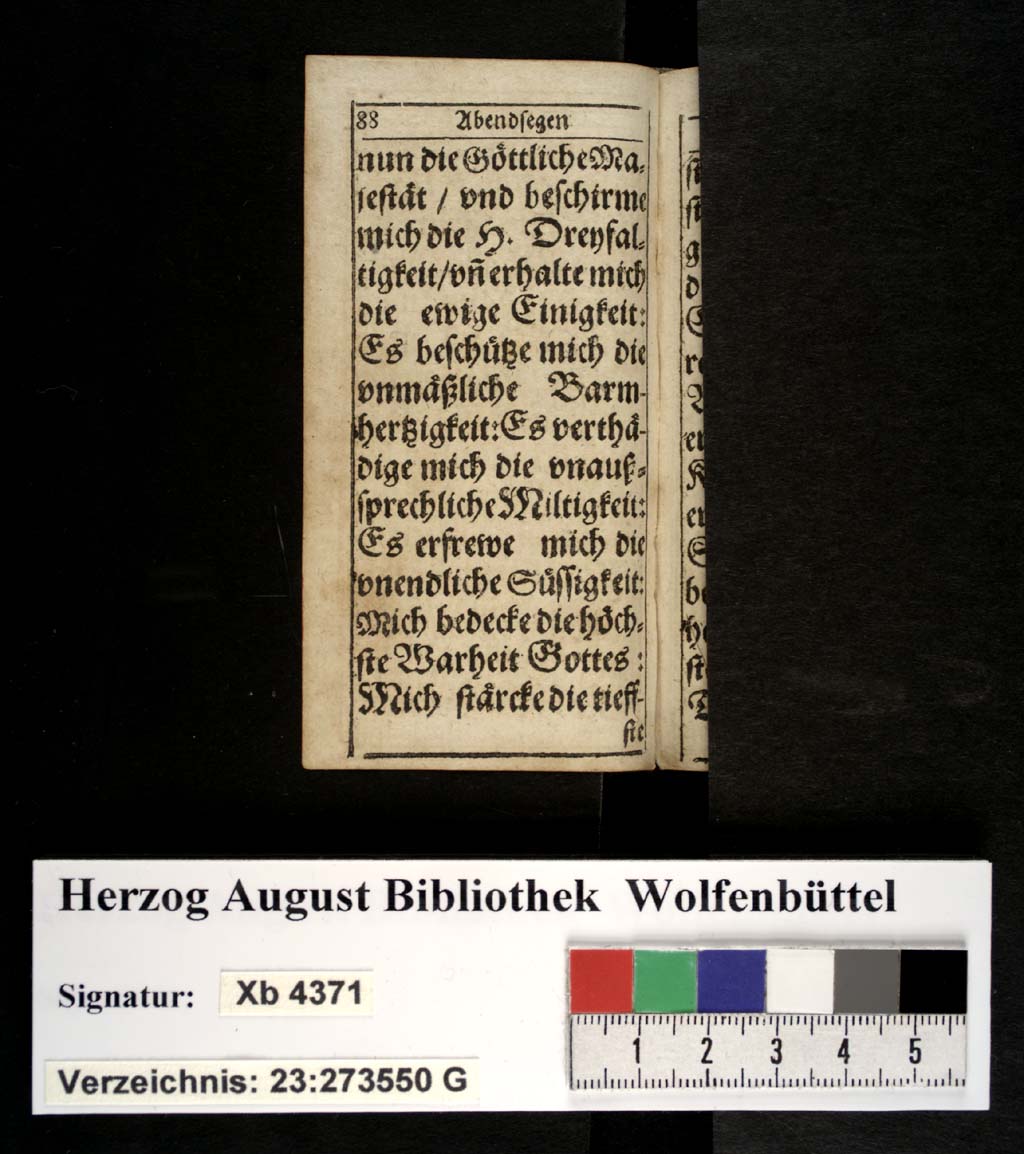 88 Abendsegen
nun die Göttliche Ma-
jestät / vnd beschirme
mich die H. Dreyfal-
tigkeit/vñ erhalte mich
die ewige Einigkeit:
Es beschütze mich die
vnmäßliche Barm-
hertzigkeit: Es verthä-
dige mich die vnauß-
sprechliche Miltigkeit:
Es erfrewe mich die
vnendliche Süssigkeit:
Mich bedecke die höch-
ste Warheit Gottes:
Mich stärcke die tieff-
ste
Herzog August Bibliothek Wolfenbüttel
Signatur: Xb 4371
Verzeichnis: 23:273550 G
1 2 3 4 5